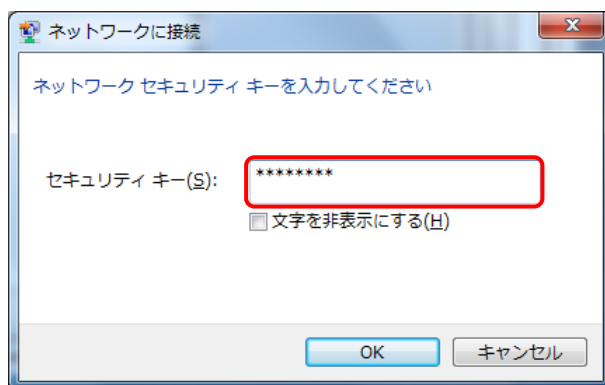 ネットワークに接続
ネットワーク セキュリティ キーを入力してください
セキュリティ キー(S): ********
文字を非表示にする(H)
OK キャンセル